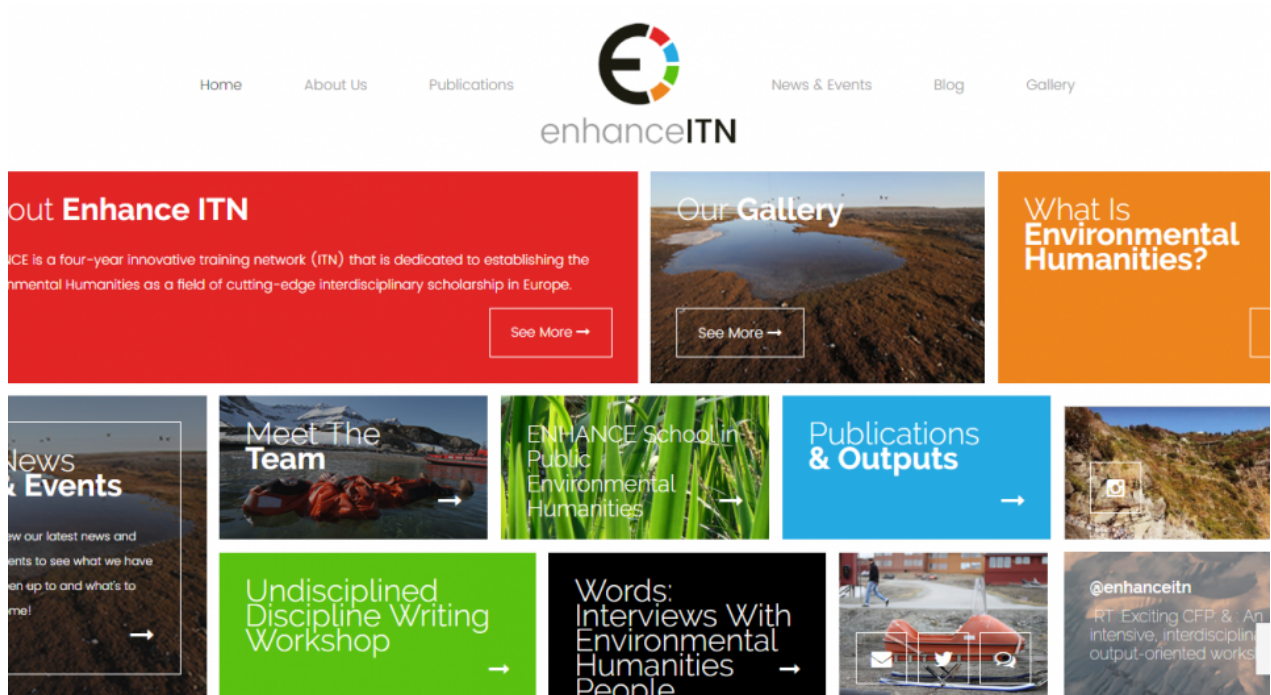 Home
About Us
Publications
enhanceITN
News & Events
Blog
Gallery
out Enhance ITN
NCE is a four-year innovative training network (ITN) that is dedicated to establishing the
nmental Humanities as a field of cutting-edge interdisciplinary scholarship in Europe.
See More
Our Gallery
See More
What Is
Environmental
Humanities?
News
& Events
ew our latest news and
ents to see what we have
en up to and what's to
me!
Meet The
Team
ENHANCE School in
Public
Environmental
Humanities
Publications
& Outputs
Undisciplined
Discipline Writing
Workshop
Words:
Interviews With
Environmental
Humanities
People
@enhanceitn
RT: Exciting CFP: & : An
intensive, interdisciplina
output-oriented works